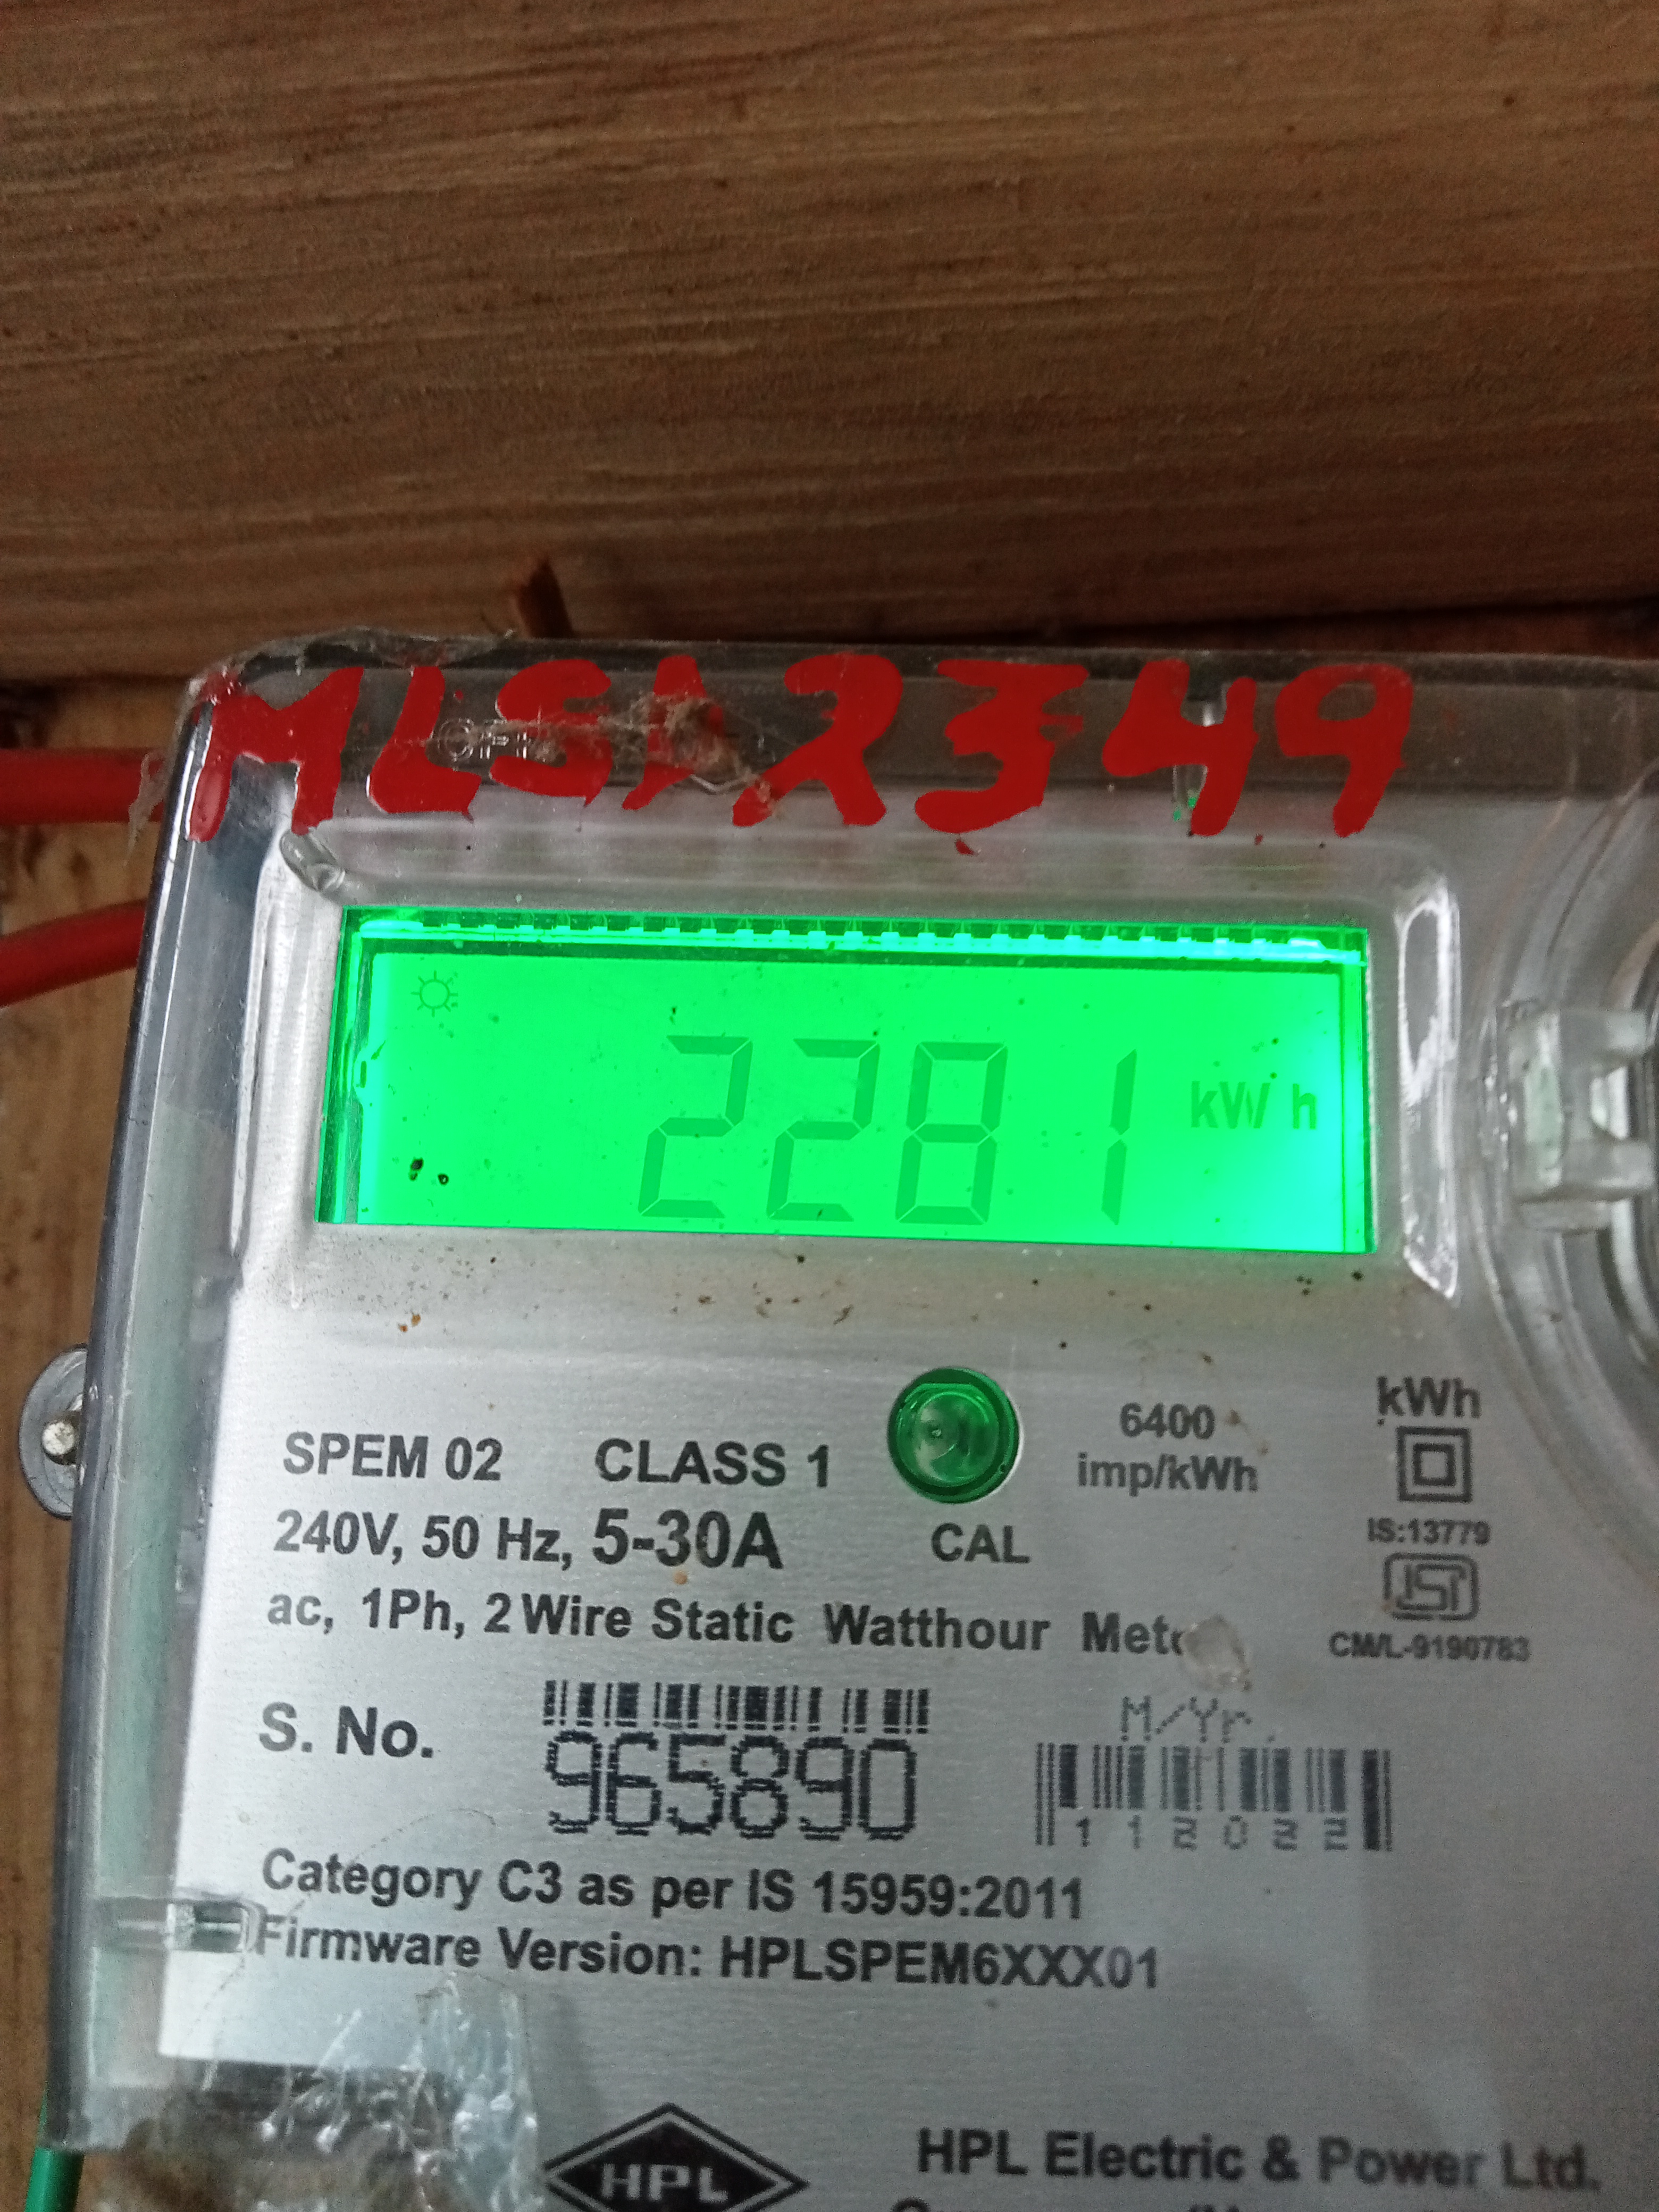 MLSA2349
2281 kWh
SPEM 02 CLASS 1
240V, 50 Hz, 5-30A
ac, 1Ph, 2 Wire Static Watthour
CAL
6400
imp/kWh
kWh
IS:13779
ISI
CM/L-9190783
S. No. 965890
M/Yr.
112022
Category C3 as per IS 15959:2011
Firmware Version: HPLSPEM6XXX01
HPL
HPL Electric & Power Ltd.